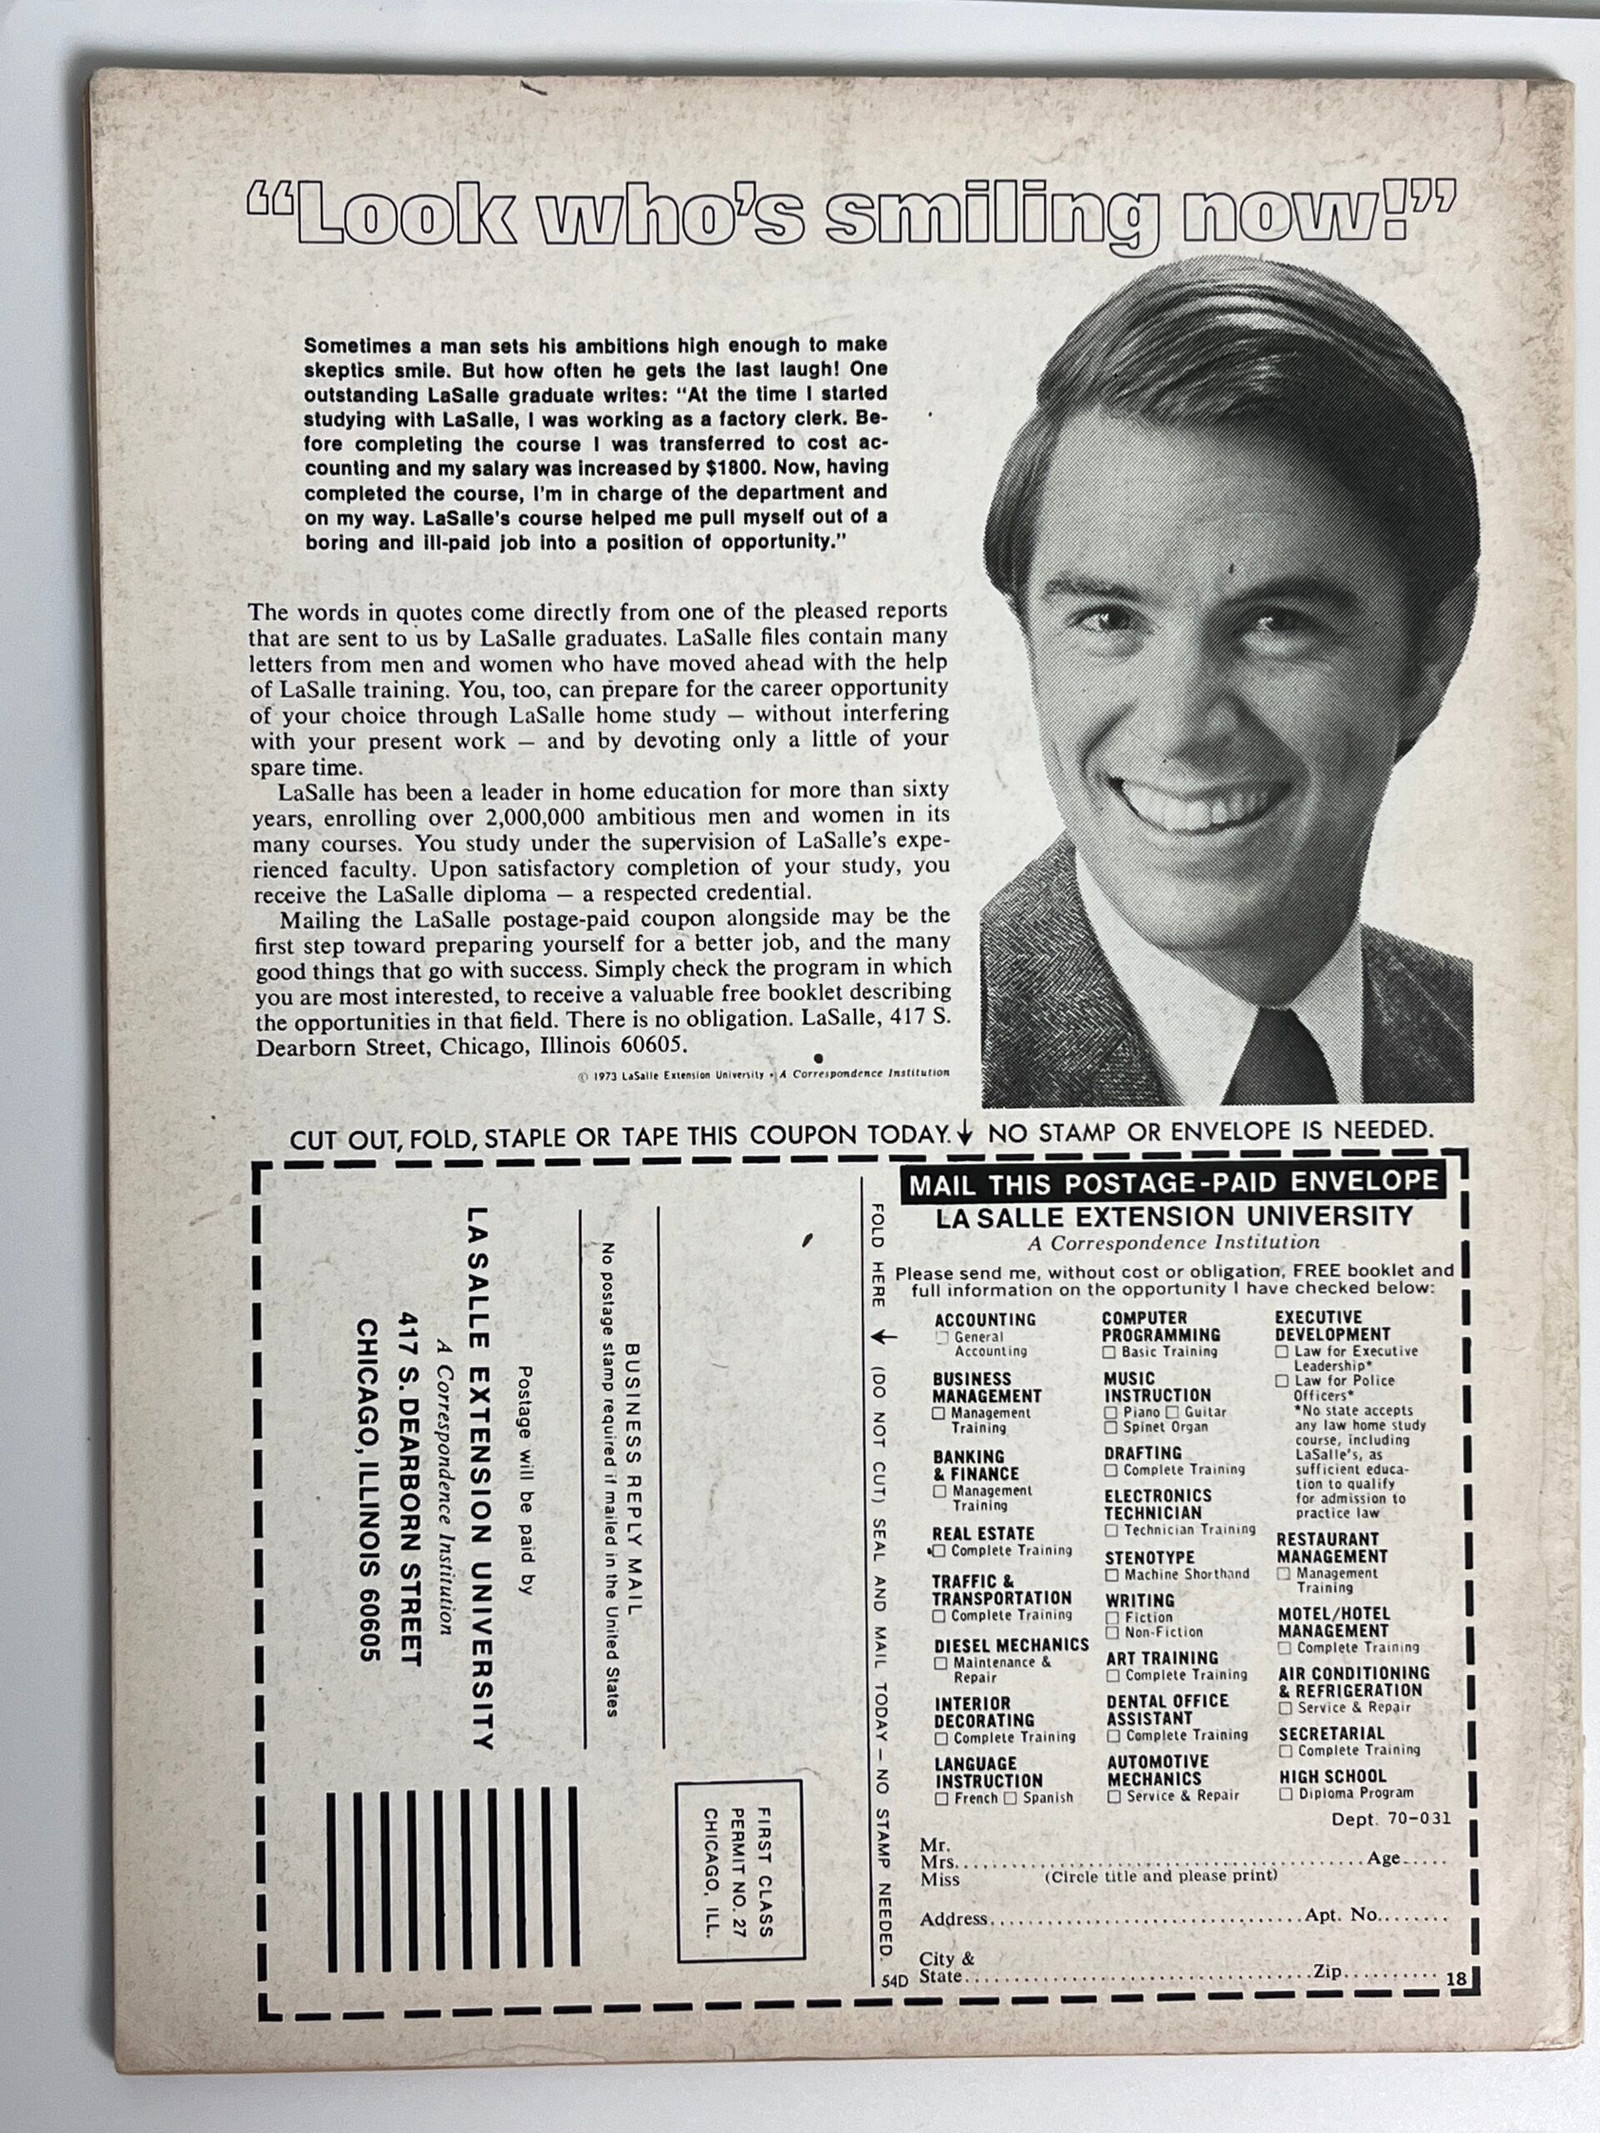 “Look who's smiling now!”
Sometimes a man sets his ambitions high enough to make
skeptics smile. But how often he gets the last laugh! One
outstanding LaSalle graduate writes: “At the time I started
studying with LaSalle, I was working as a factory clerk. Be-
fore completing the course I was transferred to cost ac-
counting and my salary was increased by $1800. Now, having
completed the course, I'm in charge of the department and
on my way. LaSalle's course helped me pull myself out of a
boring and ill-paid job into a position of opportunity.”
The words in quotes come directly from one of the pleased reports
that are sent to us by LaSalle graduates. LaSalle files contain many
letters from men and women who have moved ahead with the help
of LaSalle training. You, too, can prepare for the career opportunity
of your choice through LaSalle home study — without interfering
with your present work — and by devoting only a little of your
spare time.
LaSalle has been a leader in home education for more than sixty
years, enrolling over 2,000,000 ambitious men and women in its
many courses. You study under the supervision of LaSalle's expe-
rienced faculty. Upon satisfactory completion of your study, you
receive the LaSalle diploma — a respected credential.
Mailing the LaSalle postage-paid coupon alongside may be the
first step toward preparing yourself for a better job, and the many
good things that go with success. Simply check the program in which
you are most interested, to receive a valuable free booklet describing
the opportunities in that field. There is no obligation. LaSalle, 417 S.
Dearborn Street, Chicago, Illinois 60605.
© 1973 LaSalle Extension University • A Correspondence Institution
CUT OUT, FOLD, STAPLE OR TAPE THIS COUPON TODAY. ↓ NO STAMP OR ENVELOPE IS NEEDED.
FIRST CLASS
PERMIT NO. 27
CHICAGO, ILL.
BUSINESS REPLY MAIL
No postage stamp required if mailed in the United States
Postage will be paid by
LA SALLE EXTENSION UNIVERSITY
A Correspondence Institution
417 S. DEARBORN STREET
CHICAGO, ILLINOIS 60605
FOLD HERE ↓ (DO NOT CUT) SEAL AND MAIL TODAY — NO STAMP NEEDED.
MAIL THIS POSTAGE-PAID ENVELOPE
LA SALLE EXTENSION UNIVERSITY
A Correspondence Institution
Please send me, without cost or obligation, FREE booklet and
full information on the opportunity I have checked below:
ACCOUNTING
☐ General
Accounting
BUSINESS
MANAGEMENT
☐ Management
Training
BANKING
& FINANCE
☐ Management
Training
REAL ESTATE
☐ Complete Training
TRAFFIC &
TRANSPORTATION
☐ Complete Training
DIESEL MECHANICS
☐ Maintenance &
Repair
INTERIOR
DECORATING
☐ Complete Training
LANGUAGE
INSTRUCTION
☐ French ☐ Spanish
COMPUTER
PROGRAMMING
☐ Basic Training
MUSIC
INSTRUCTION
☐ Piano ☐ Guitar
☐ Spinet Organ
DRAFTING
☐ Complete Training
ELECTRONICS
TECHNICIAN
☐ Technician Training
STENOTYPE
☐ Machine Shorthand
WRITING
☐ Fiction
☐ Non-Fiction
ART TRAINING
☐ Complete Training
DENTAL OFFICE
ASSISTANT
☐ Complete Training
AUTOMOTIVE
MECHANICS
☐ Service & Repair
EXECUTIVE
DEVELOPMENT
☐ Law for Executive
Leadership*
☐ Law for Police
Officers*
*No state accepts
any law home study
course, including
LaSalle's, as
sufficient educa-
tion to qualify
for admission to
practice law
RESTAURANT
MANAGEMENT
☐ Management
Training
MOTEL/HOTEL
MANAGEMENT
☐ Complete Training
AIR CONDITIONING
& REFRIGERATION
☐ Service & Repair
SECRETARIAL
☐ Complete Training
HIGH SCHOOL
☐ Diploma Program
Dept. 70-031
Mr.
Mrs.......... Age......
Miss (Circle title and please print)
Address.......... Apt. No........
City &
State.......... Zip..........
54D
18